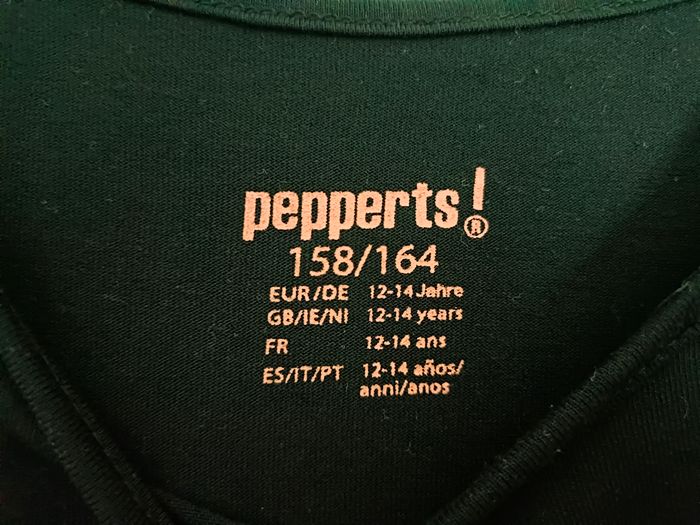 pepperts!®
158/164
EUR/DE 12-14 Jahre
GB/IE/NI 12-14 years
FR 12-14 ans
ES/IT/PT 12-14 años/
anni/anos